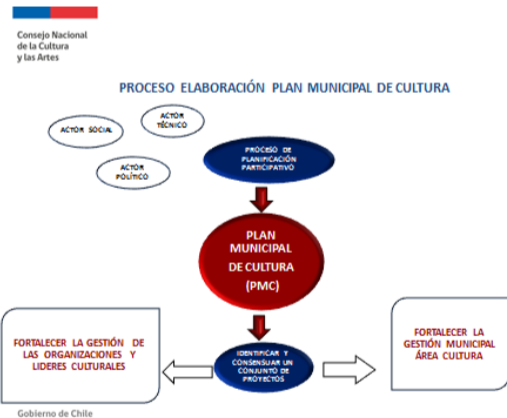 Consejo Nacional
de la Cultura
y las Artes
PROCESO ELABORACIÓN PLAN MUNICIPAL DE CULTURA
ACTOR SOCIAL
ACTOR
TÉCNICO
ACTOR
POLÍTICO
PROCESO DE
PLANIFICACIÓN
PARTICIPATIVO
PLAN
MUNICIPAL
DE CULTURA
(PMC)
FORTALECER LA GESTIÓN DE
LAS ORGANIZACIONES Y
LIDERES CULTURALES
IDENTIFICAR Y
CONSENSUAR UN
CONJUNTO DE
PROYECTOS
FORTALECER LA
GESTIÓN MUNICIPAL
ÁREA CULTURA
Gobierno de Chile